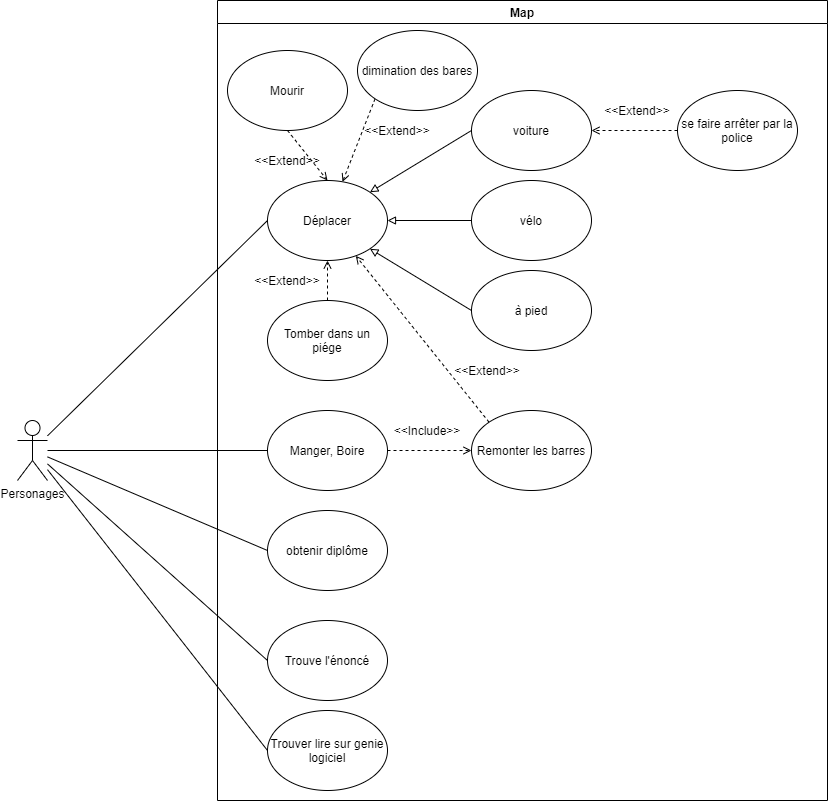 Map
Mourir
dimination des bares
<<Extend>>
<<Extend>>
voiture
<<Extend>>
se faire arrêter par la
police
Déplacer
vélo
<<Extend>>
à pied
Tomber dans un
piége
<<Extend>>
Manger, Boire
<<Include>>
Remonter les barres
Personages
obtenir diplôme
Trouve l'énoncé
Trouver lire sur genie
logiciel